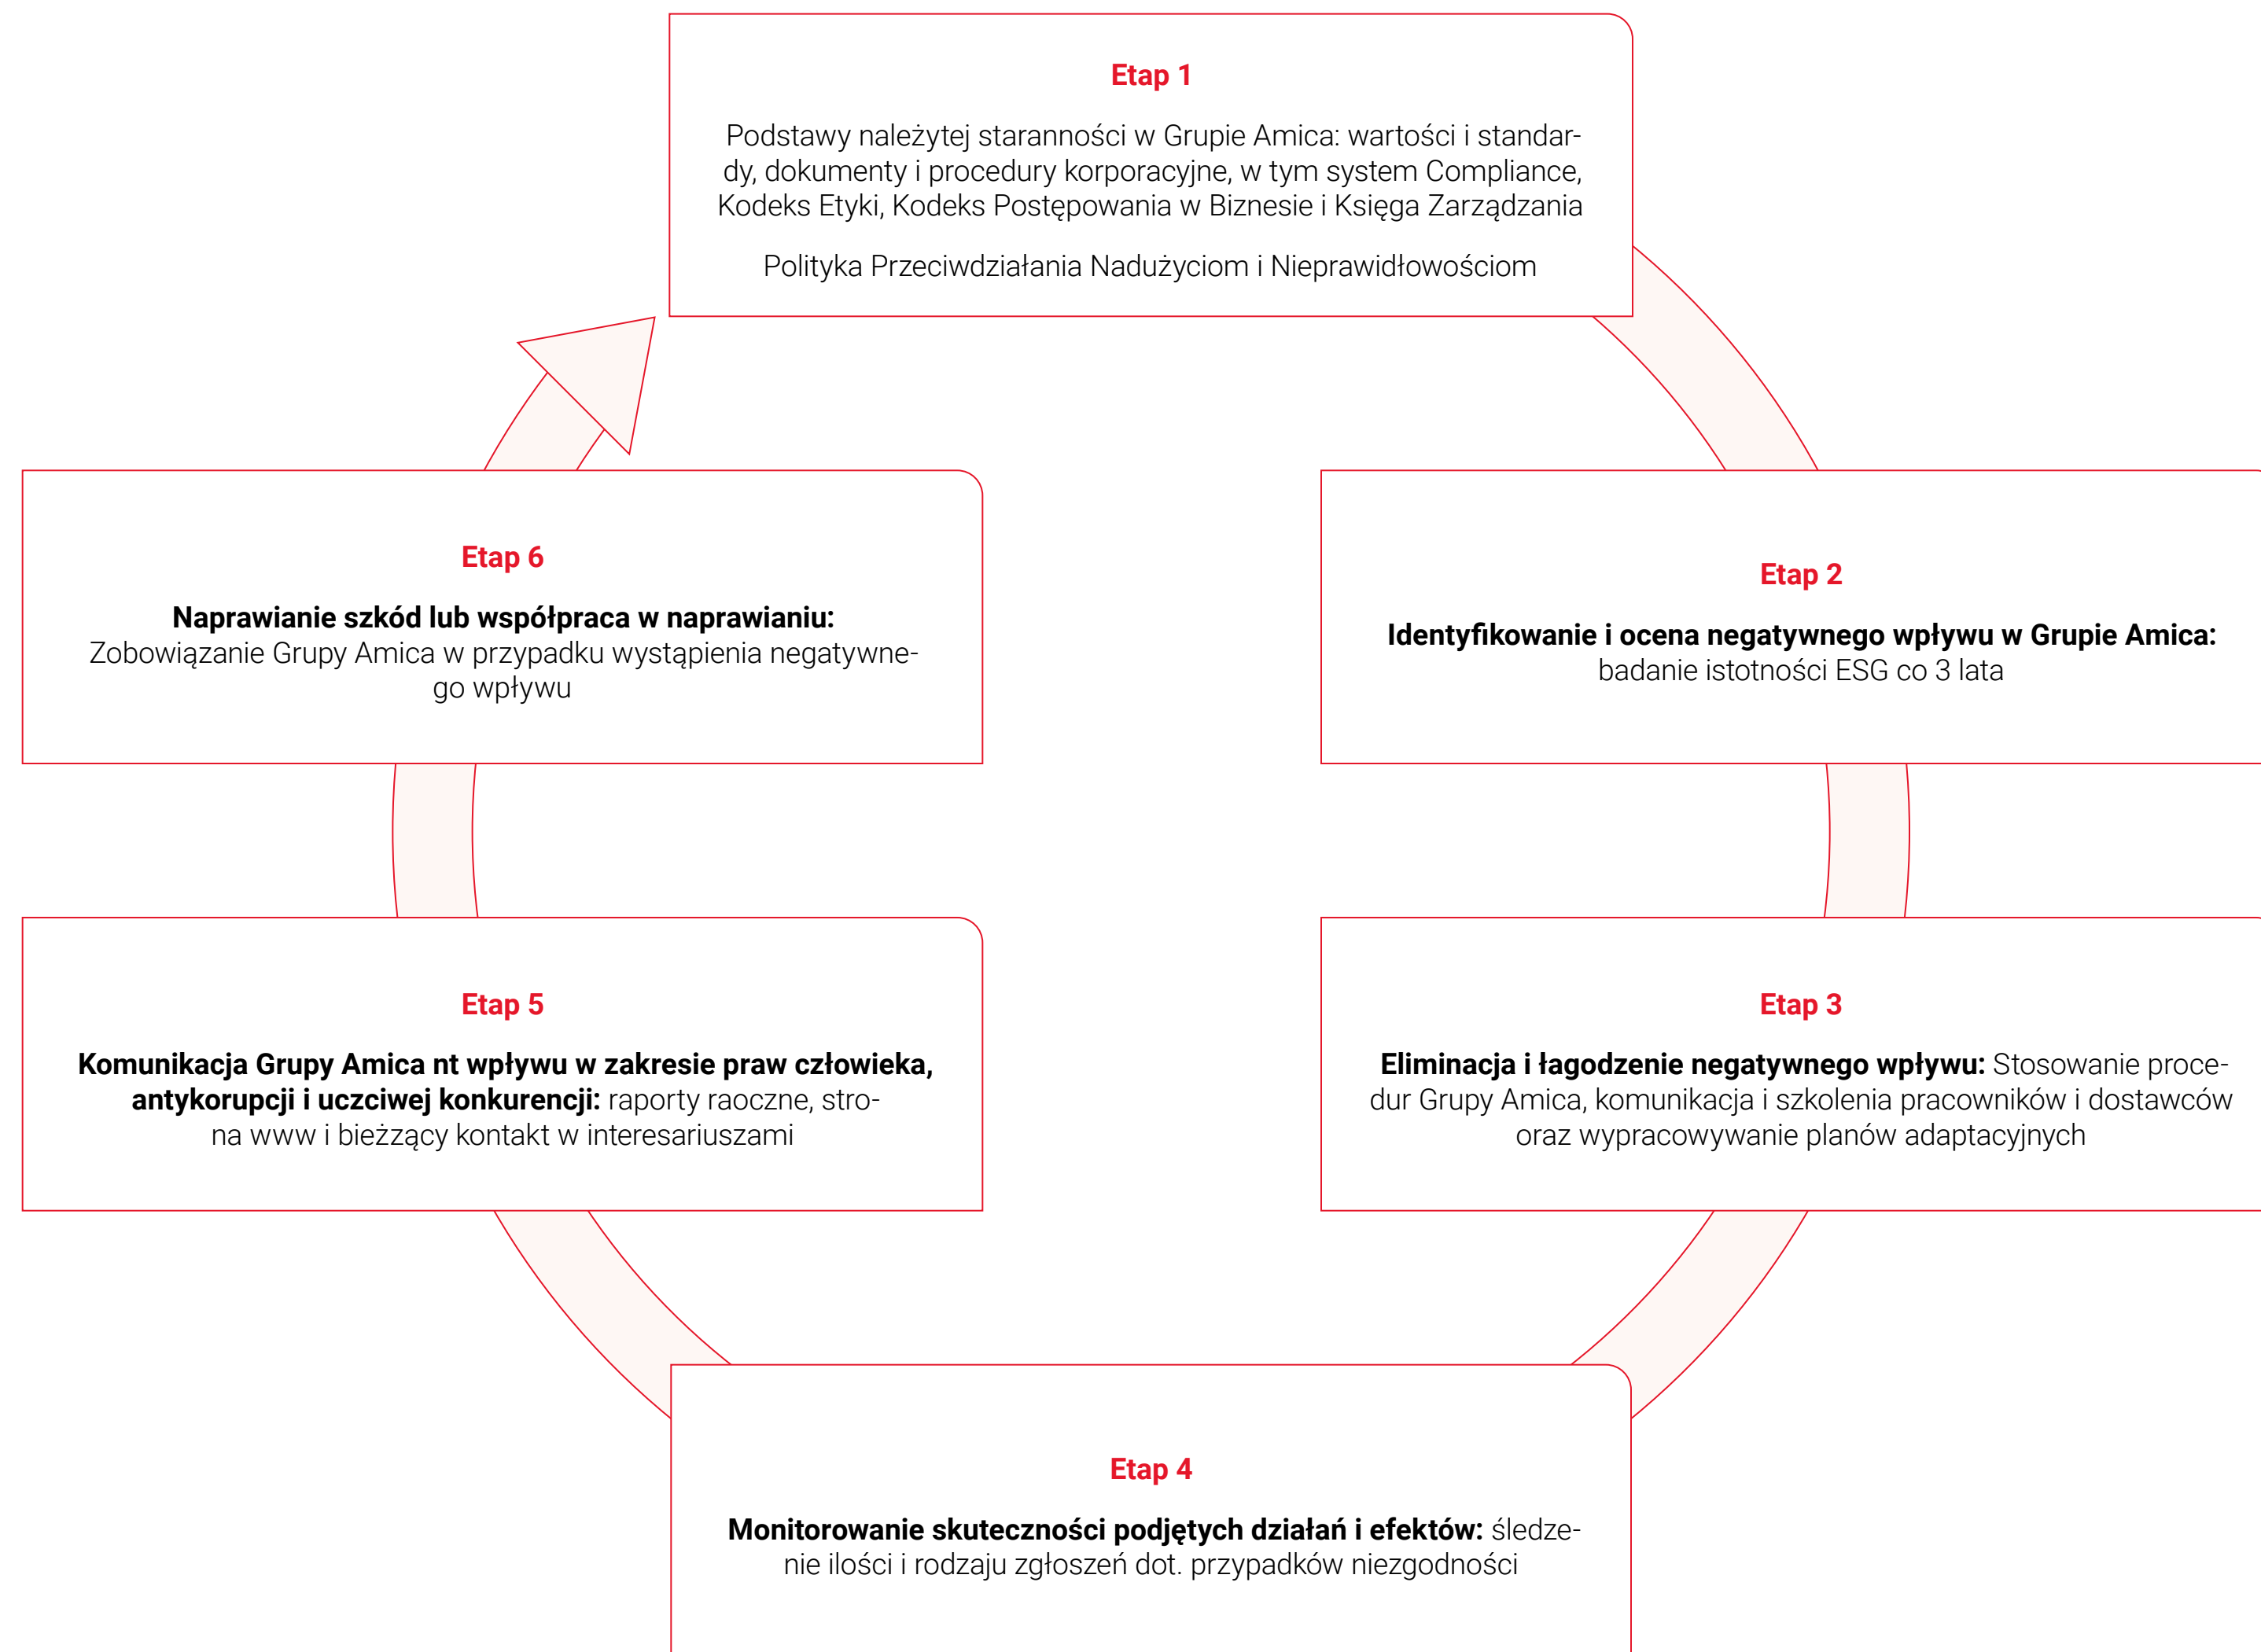 Etap 1
Podstawy należytej staranności w Grupie Amica: wartości i standar-
dy, dokumenty i procedury korporacyjne, w tym system Compliance,
Kodeks Etyki, Kodeks Postępowania w Biznesie i Księga Zarządzania
Polityka Przeciwdziałania Nadużyciom i Nieprawidłowościom
Etap 2
Identyfikowanie i ocena negatywnego wpływu w Grupie Amica:
badanie istotności ESG co 3 lata
Etap 3
Eliminacja i łagodzenie negatywnego wpływu: Stosowanie proce-
dur Grupy Amica, komunikacja i szkolenia pracowników i dostawców
oraz wypracowywanie planów adaptacyjnych
Etap 4
Monitorowanie skuteczności podjętych działań i efektów: śledze-
nie ilości i rodzaju zgłoszeń dot. przypadków niezgodności
Etap 5
Komunikacja Grupy Amica nt wpływu w zakresie praw człowieka,
antykorupcji i uczciwej konkurencji: raporty raoczne, stro-
na www i bieżzący kontakt w interesariuszami
Etap 6
Naprawianie szkód lub współpraca w naprawianiu:
Zobowiązanie Grupy Amica w przypadku wystąpienia negatywne-
go wpływu